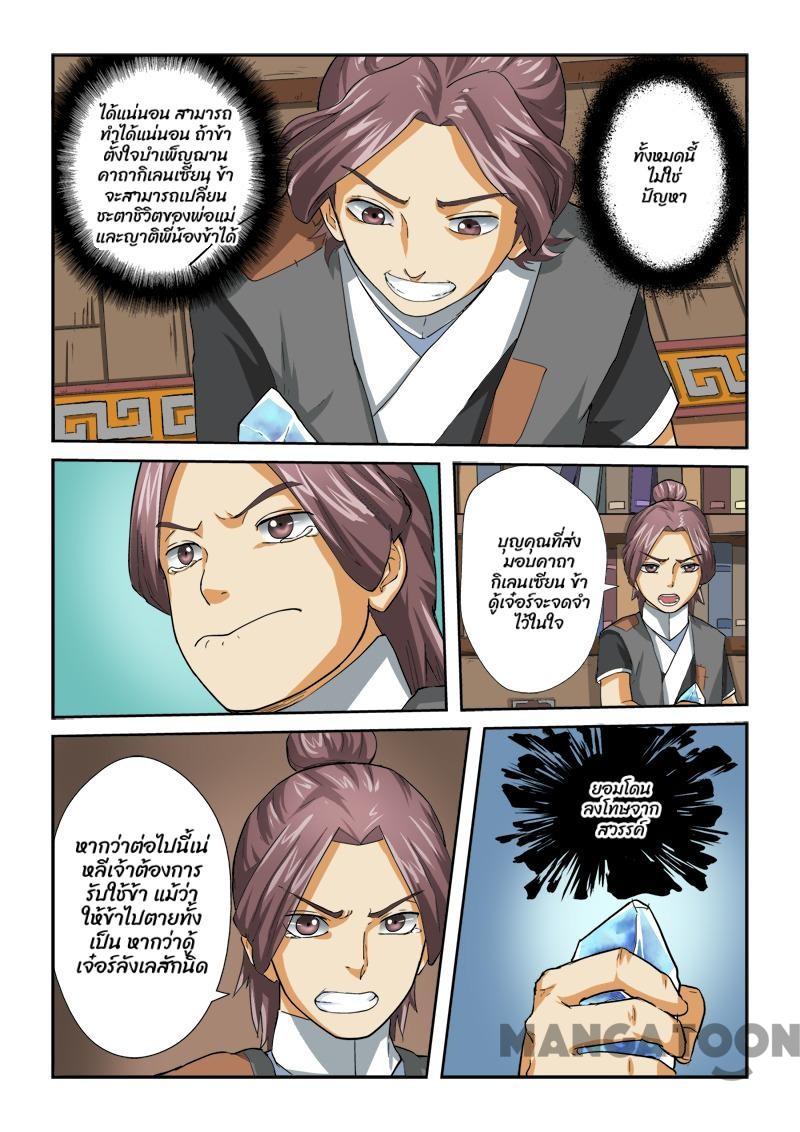 ได้แน่นอน สามารถ
ทำได้แน่นอน ถ้าข้า
ตั้งใจบำเพ็ญฌาน
คาถากิเลนเซียน ข้า
จะสามารถเปลี่ยน
ชะตาชีวิตของพ่อแม่
และญาติพี่น้องข้าได้
ทั้งหมดนี้
ไม่ใช่
ปัญหา
บุญคุณที่ส่ง
มอบคาถา
กิเลนเซียน ข้า
ดู้เจ๋อร์จะจดจำ
ไว้ในใจ
หากว่าต่อไปนี้เน่
หลีเจ้าต้องการ
รับใช้ข้า แม้ว่า
ให้ข้าไปตายทั้ง
เป็น หากว่าดู้
เจ๋อร์ลังเลสักนิด
ยอมโดน
ลงโทษจาก
สวรรค์
MANGATOON